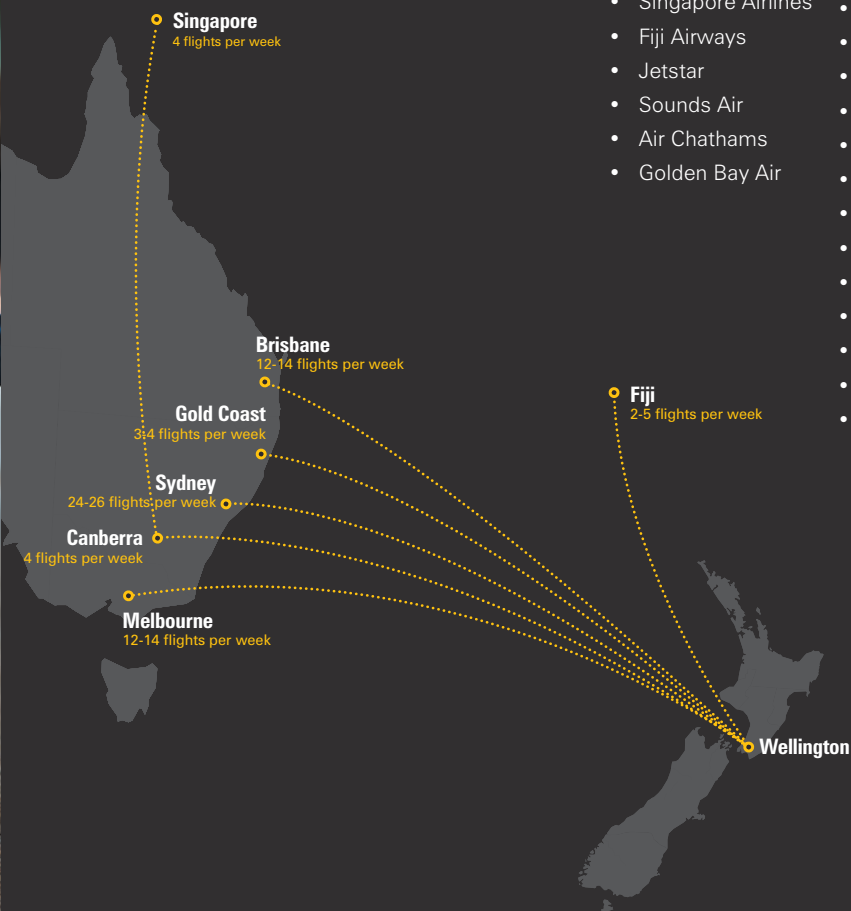 Singapore
4 flights per week
• Singapore Airlines
• Fiji Airways
• Jetstar
• Sounds Air
• Air Chathams
• Golden Bay Air
Brisbane
12-14 flights per week
Gold Coast
3-4 flights per week
Sydney
24-26 flights per week
Canberra
4 flights per week
Melbourne
12-14 flights per week
Fiji
2-5 flights per week
Wellington